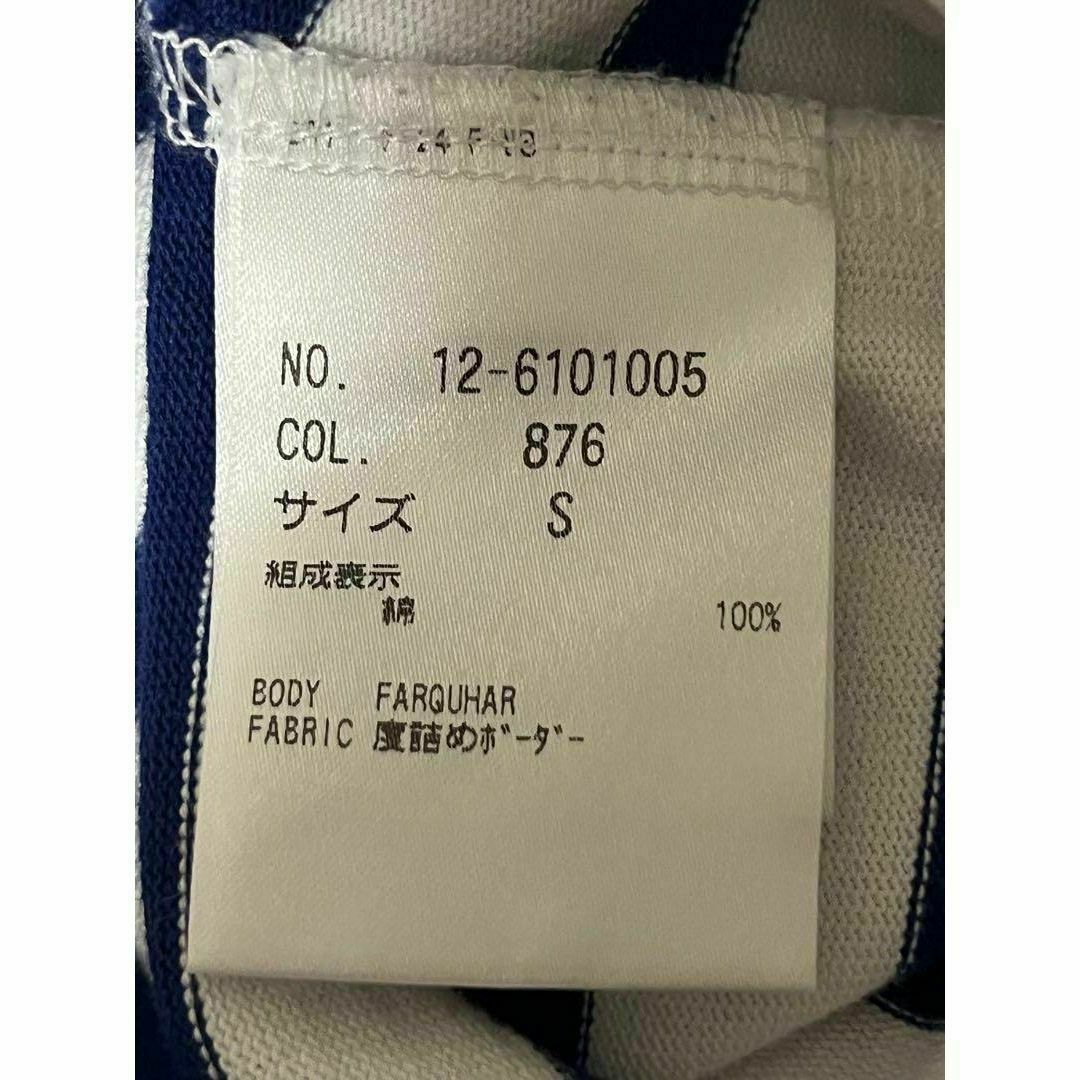 NO. 12-6101005
COL. 876
サイズ S
組成表示
綿 100%
BODY FARQUHAR
FABRIC 度詰めボーダー